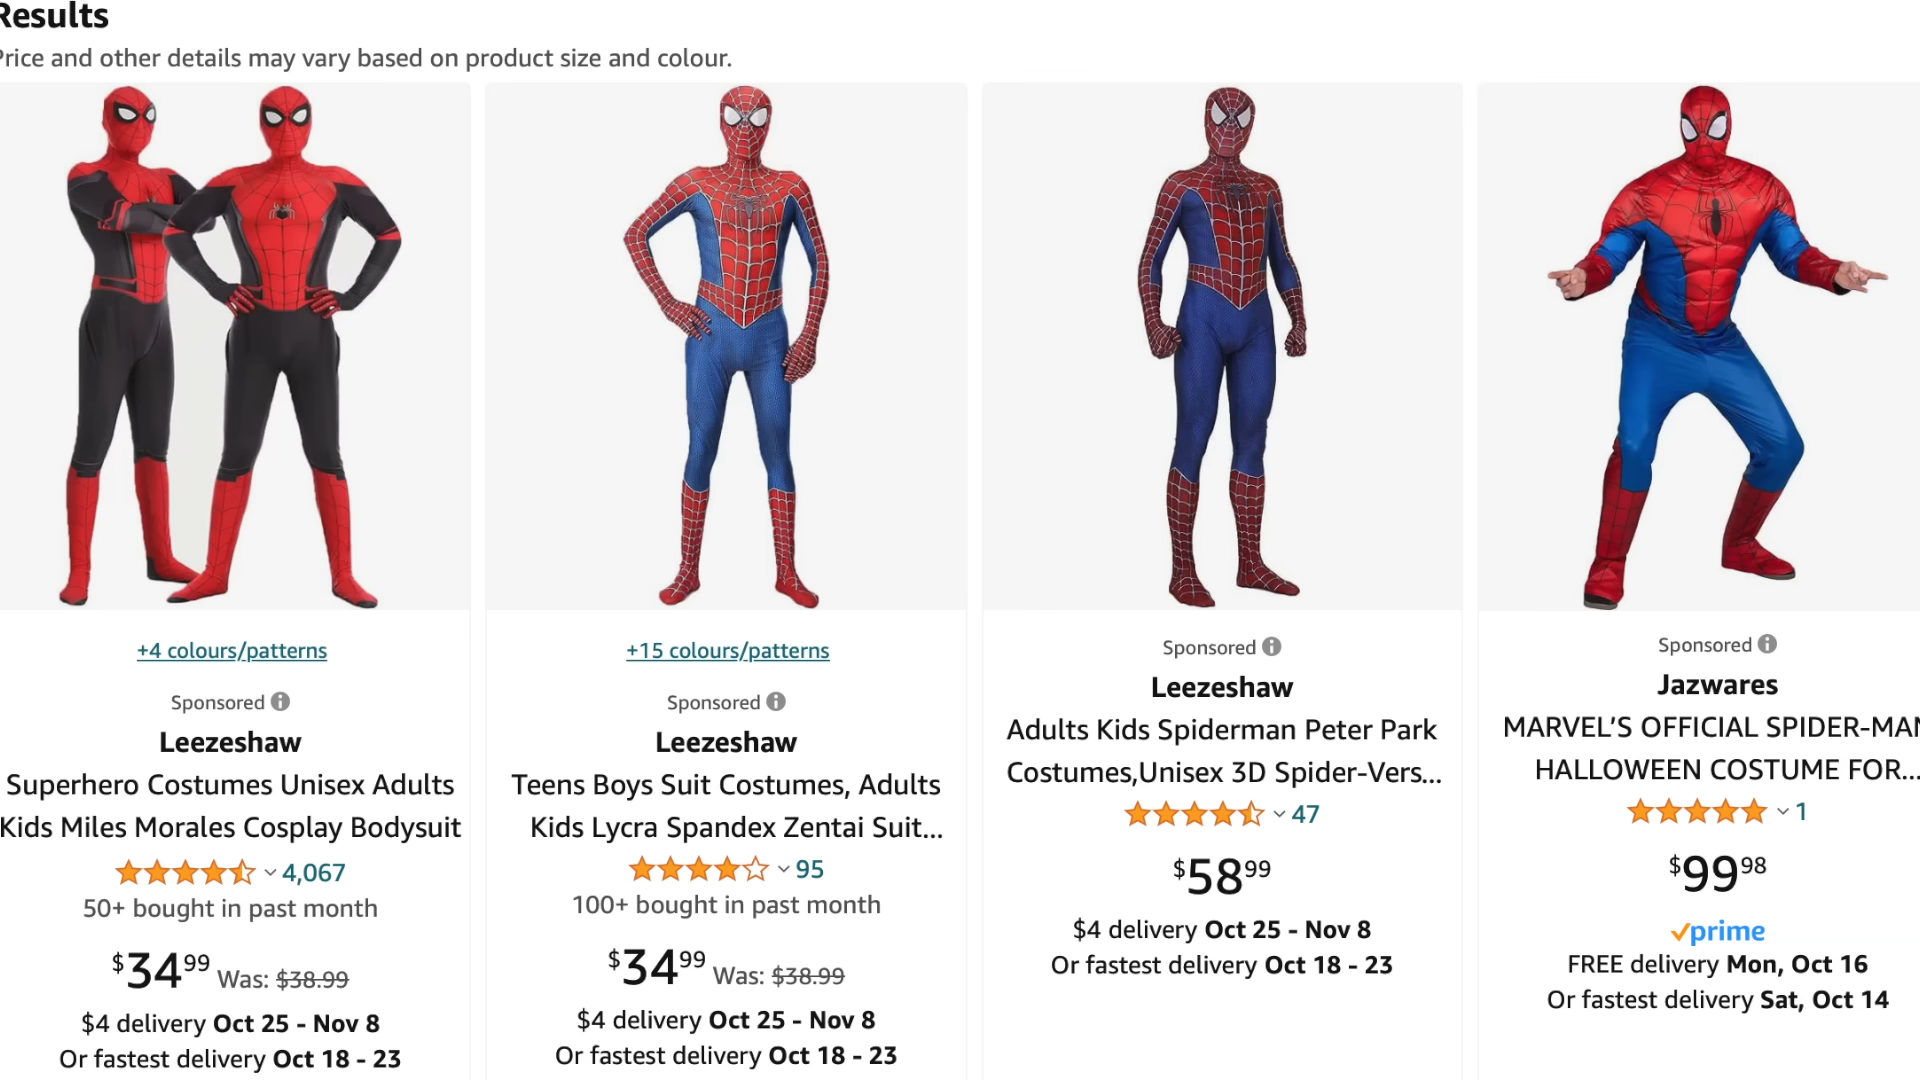 Results
Price and other details may vary based on product size and colour.
+4 colours/patterns
Sponsored
Leezeshaw
Superhero Costumes Unisex Adults
Kids Miles Morales Cosplay Bodysuit
4,067
50+ bought in past month
$34.99 Was: $38.99
$4 delivery Oct 25 - Nov 8
Or fastest delivery Oct 18 - 23
+15 colours/patterns
Sponsored
Leezeshaw
Teens Boys Suit Costumes, Adults
Kids Lycra Spandex Zentai Suit...
95
100+ bought in past month
$34.99 Was: $38.99
$4 delivery Oct 25 - Nov 8
Or fastest delivery Oct 18 - 23
Sponsored
Leezeshaw
Adults Kids Spiderman Peter Park
Costumes,Unisex 3D Spider-Vers...
47
$58.99
$4 delivery Oct 25 - Nov 8
Or fastest delivery Oct 18 - 23
Sponsored
Jazwares
MARVEL'S OFFICIAL SPIDER-MAN
HALLOWEEN COSTUME FOR...
1
$99.98
prime
FREE delivery Mon, Oct 16
Or fastest delivery Sat, Oct 14